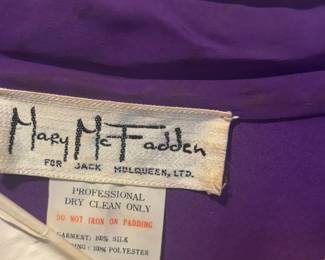 Mary McFadden
FOR JACK MULQUEEN, LTD.
PROFESSIONAL
DRY CLEAN ONLY
DO NOT IRON ON PADDING
GARMENT: 100% SILK
100% POLYESTER